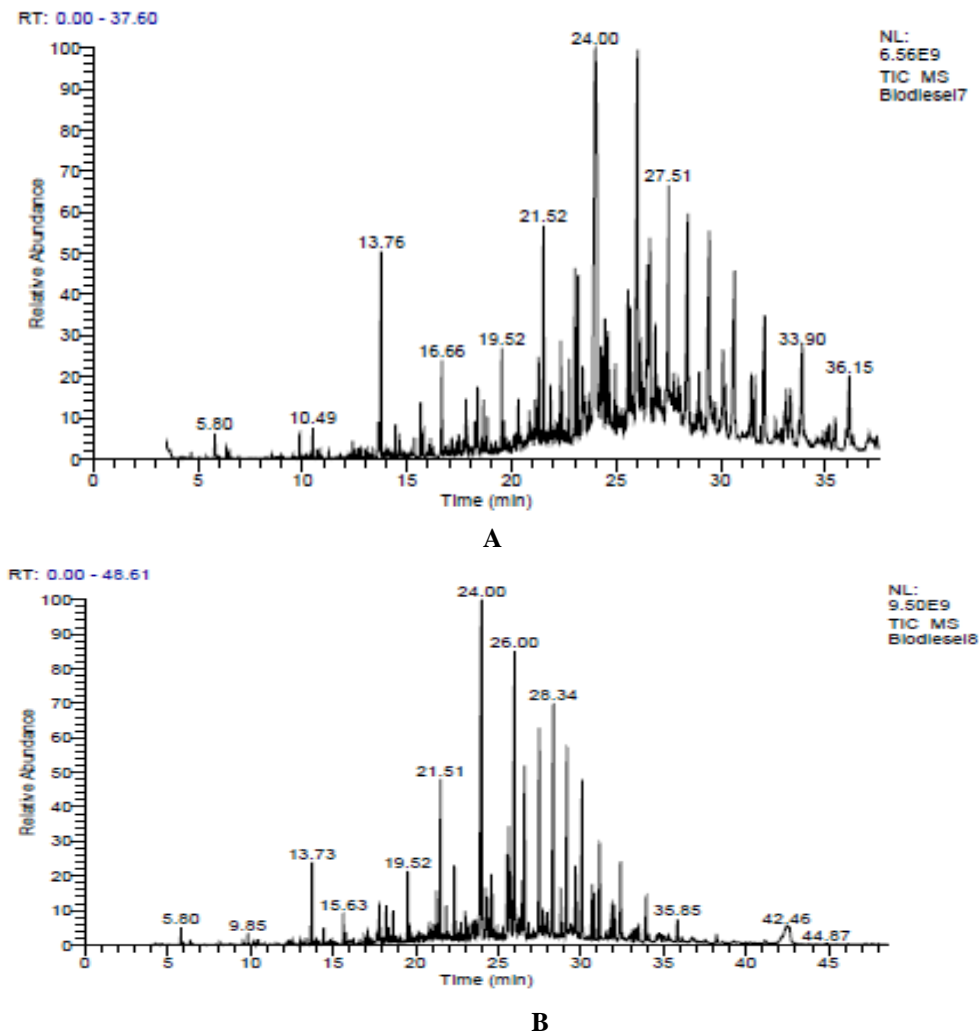 RT: 0.00 - 37.60
NL:
6.56E9
TIC MS
Biodiesel7
Relative Abundance
100
90
80
70
60
50
40
30
20
10
0
5.80
10.49
13.76
16.66
19.52
21.52
24.00
27.51
33.90
36.15
0 5 10 15 20 25 30 35
Time (min)
A
RT: 0.00 - 48.61
NL:
9.50E9
TIC MS
Biodiesel8
Relative Abundance
100
90
80
70
60
50
40
30
20
10
0
5.80
9.85
13.73
15.63
19.52
21.51
24.00
26.00
28.34
35.85
42.46
44.87
0 5 10 15 20 25 30 35 40 45
Time (min)
B